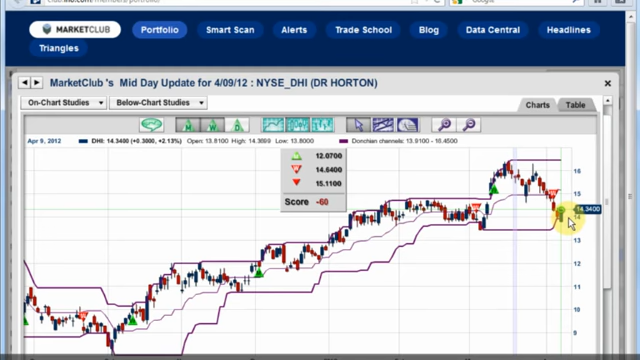 MARKETCLUB Portfolio Smart Scan Alerts Trade School Blog Data Central Headlines
Triangles
MarketClub 's Mid Day Update for 4/09/12 : NYSE_DHI (DR HORTON)
On-Chart Studies Below-Chart Studies Charts Table
M W D
Apr 9, 2012 DHI: 14.3400 (+0.3000, +2.13%) Open: 13.8100 High: 14.3699 Low: 13.8000 Donchian channels: 13.9100 - 16.4500
12.0700
14.6400
15.1100
Score -60
16
15
14.3400
13
12
11
10
9